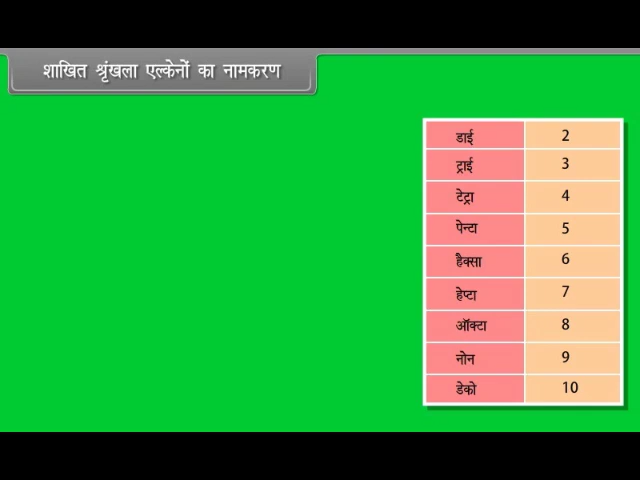 शाखित श्रृंखला एल्केनों का नामकरण
डाई 2
ट्राई 3
टेट्रा 4
पेन्टा 5
हैक्सा 6
हेप्टा 7
ऑक्टा 8
नोन 9
डेको 10